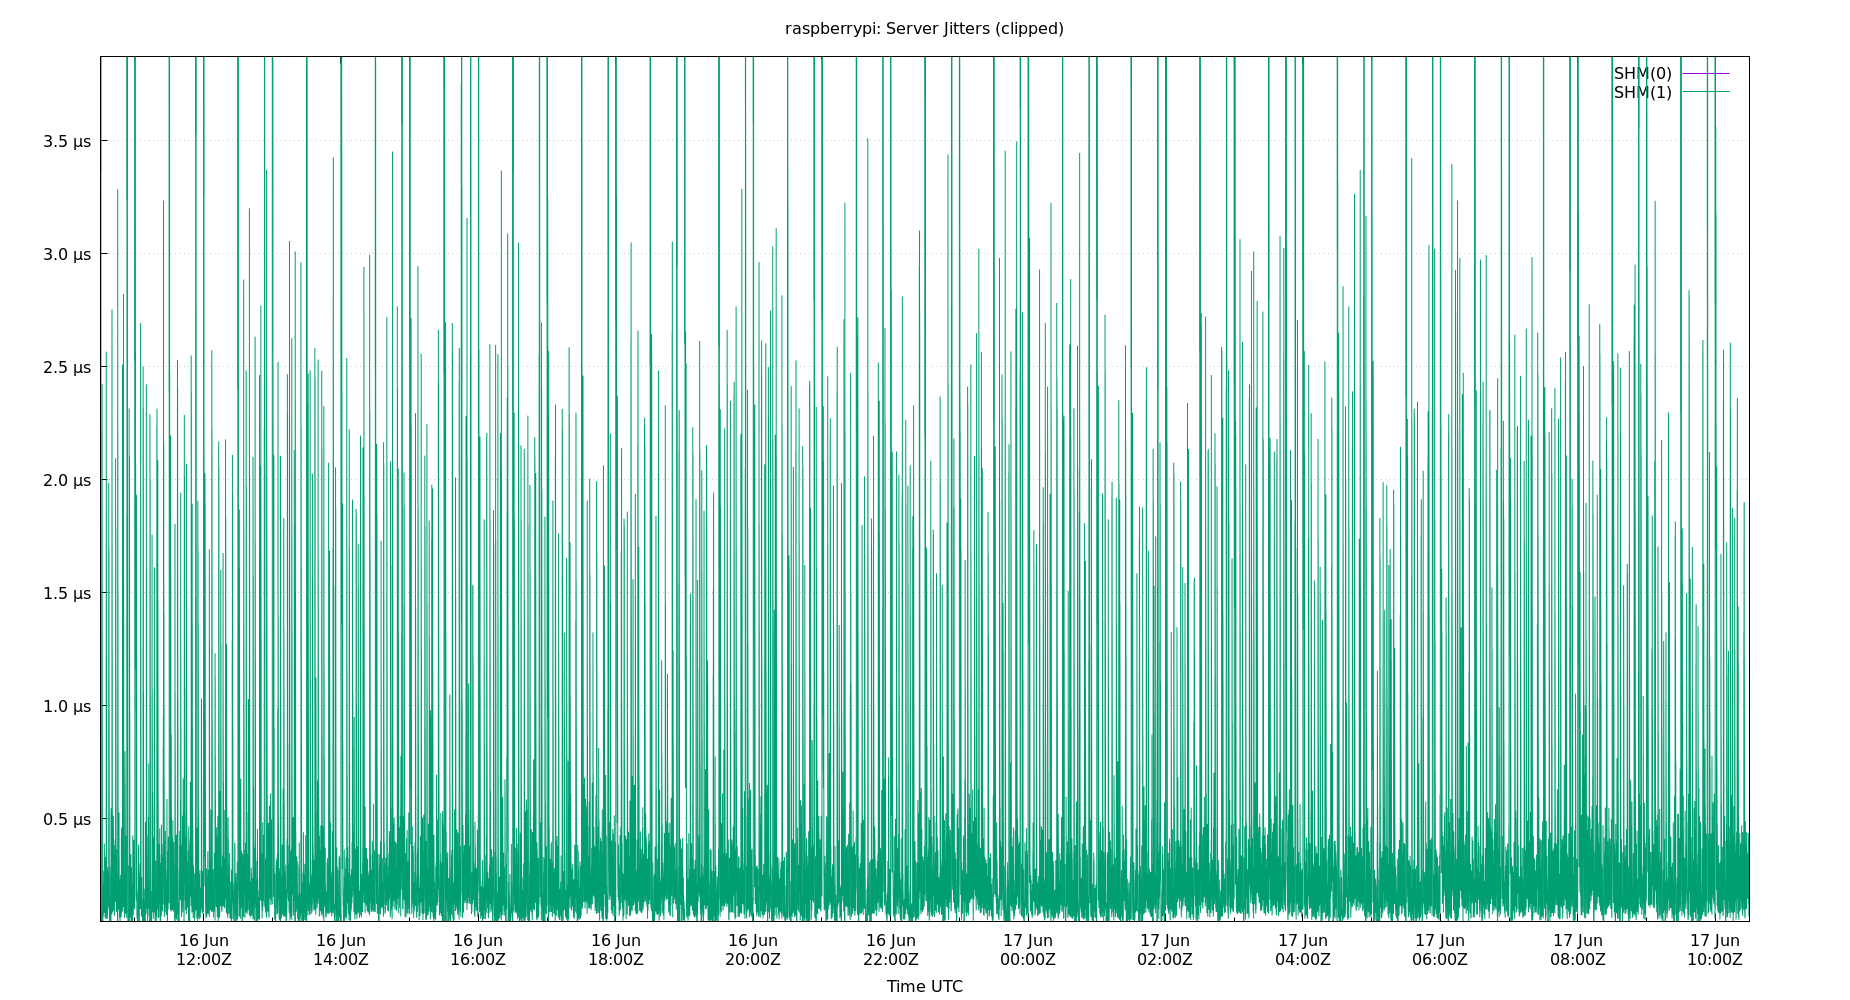 raspberrypi: Server Jitters (clipped)
SHM(0)
SHM(1)
3.5 µs
3.0 µs
2.5 µs
2.0 µs
1.5 µs
1.0 µs
0.5 µs
16 Jun 16 Jun 16 Jun 16 Jun 16 Jun 16 Jun 17 Jun 17 Jun 17 Jun 17 Jun 17 Jun 17 Jun
12:00Z 14:00Z 16:00Z 18:00Z 20:00Z 22:00Z 00:00Z 02:00Z 04:00Z 06:00Z 08:00Z 10:00Z
Time UTC